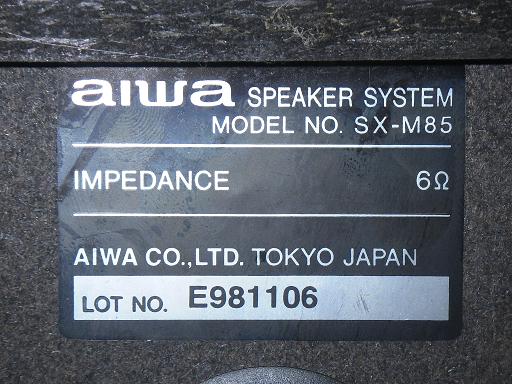 aiwa SPEAKER SYSTEM
MODEL NO. SX-M85
IMPEDANCE 6Ω
AIWA CO.,LTD. TOKYO JAPAN
LOT NO. E981106